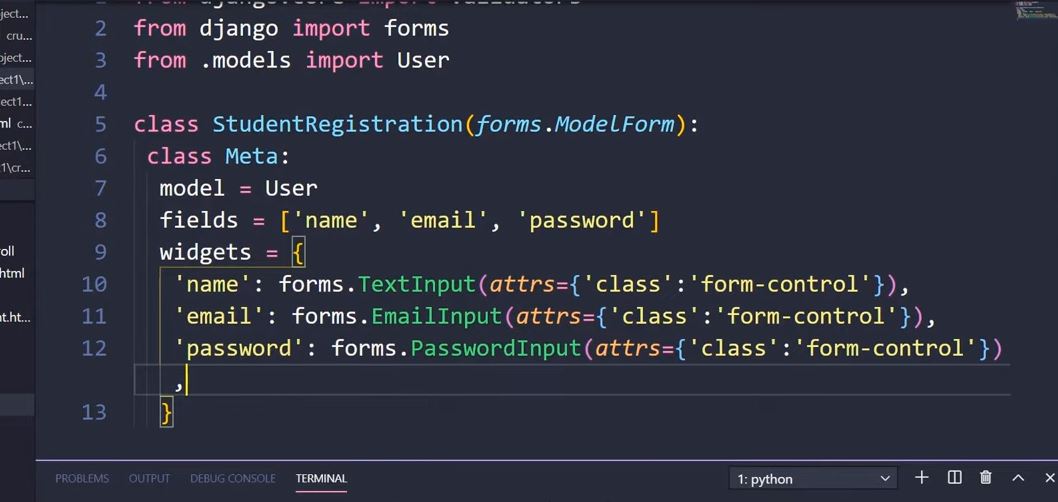 oject...
cru...
oject...
ect1\...
ect1...
ml c...
ect1\...
1\cr...
oll
html
nt.ht...
2 from django import forms
3 from .models import User
4
5 class StudentRegistration(forms.ModelForm):
6 class Meta:
7 model = User
8 fields = ['name', 'email', 'password']
9 widgets = {
10 'name': forms.TextInput(attrs={'class':'form-control'}),
11 'email': forms.EmailInput(attrs={'class':'form-control'}),
12 'password': forms.PasswordInput(attrs={'class':'form-control'})
,
13 }
PROBLEMS OUTPUT DEBUG CONSOLE TERMINAL 1: python